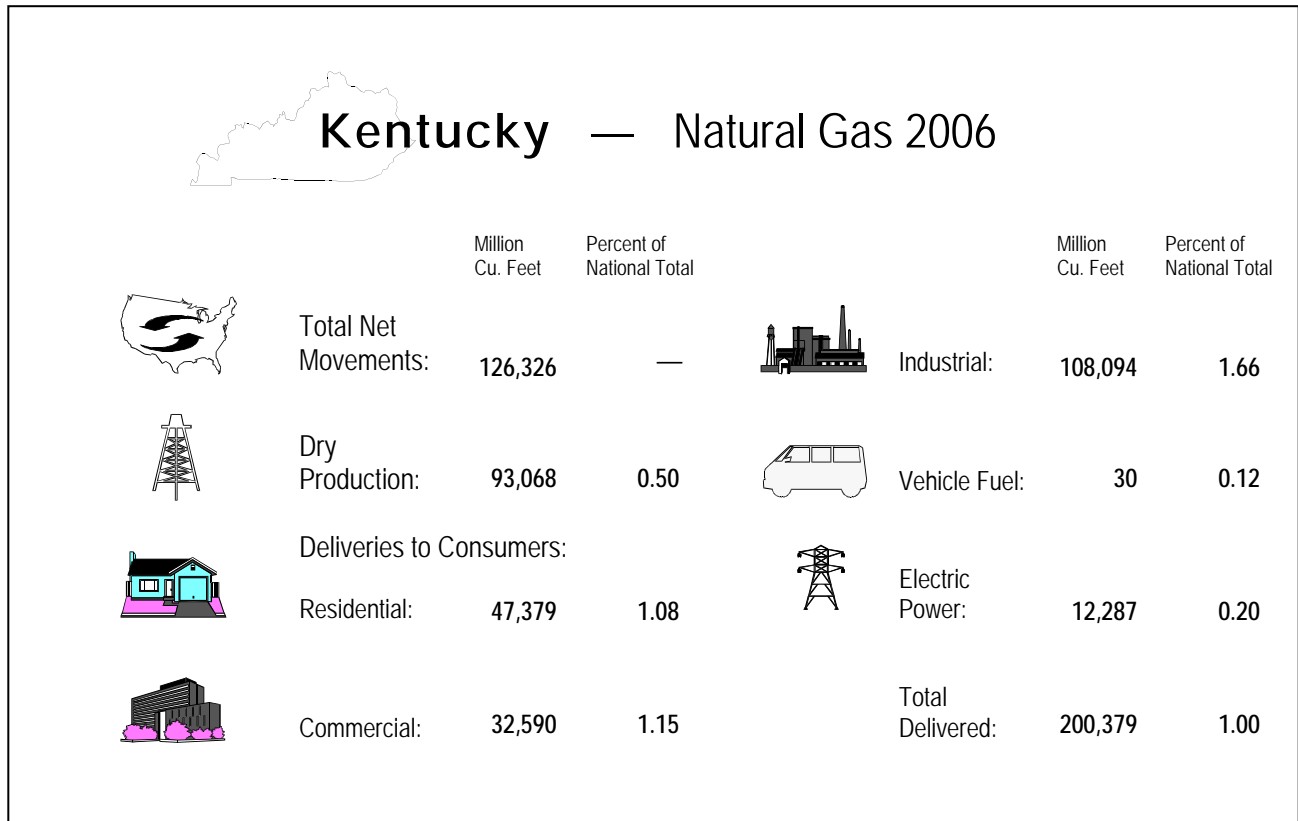 Kentucky — Natural Gas 2006
Million Cu. Feet
Percent of National Total
Total Net Movements: 126,326 —
Dry Production: 93,068 0.50
Deliveries to Consumers:
Residential: 47,379 1.08
Commercial: 32,590 1.15
Million Cu. Feet
Percent of National Total
Industrial: 108,094 1.66
Vehicle Fuel: 30 0.12
Electric Power: 12,287 0.20
Total Delivered: 200,379 1.00